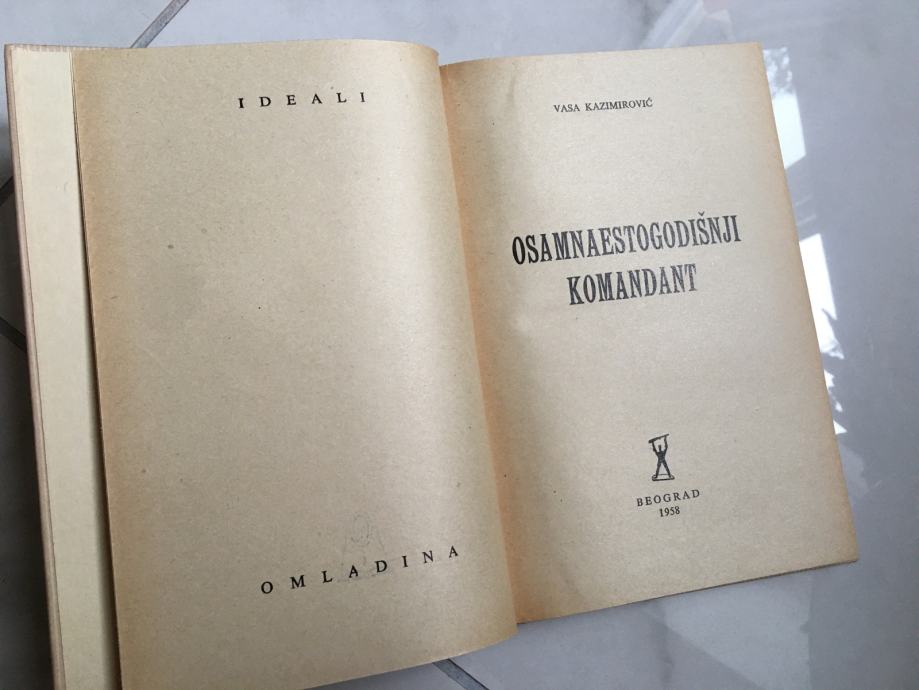 IDEALI
OMLADINA
VASA KAZIMIROVIĆ
OSAMNAESTOGODIŠNJI
KOMANDANT
BEOGRAD
1958